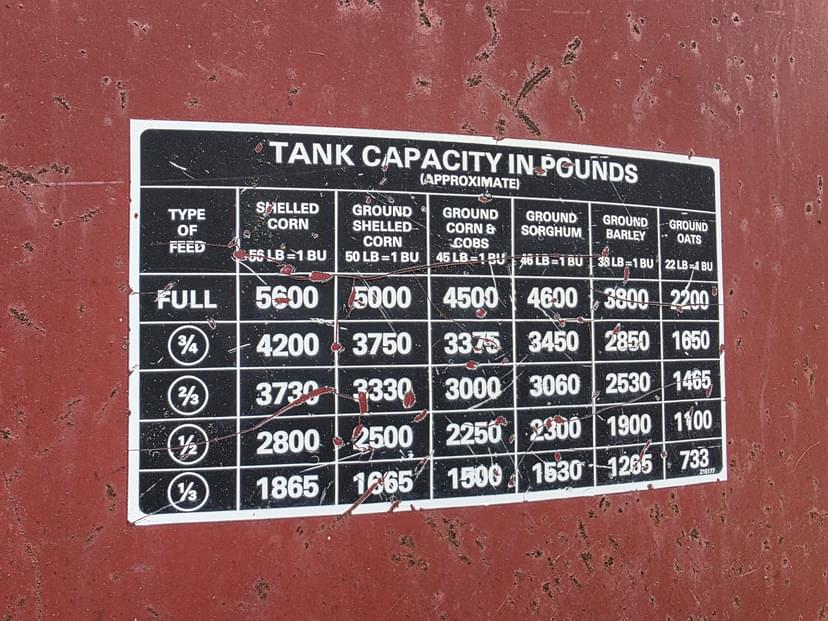 TANK CAPACITY IN POUNDS
(APPROXIMATE)
TYPE OF FEED SHELLED CORN 56 LB=1 BU GROUND SHELLED CORN 50 LB=1 BU GROUND CORN & COBS 45 LB=1 BU GROUND SORGHUM 46 LB=1 BU GROUND BARLEY 38 LB=1 BU GROUND OATS 22 LB=1 BU
FULL 5600 5000 4500 4600 3800 2200
3/4 4200 3750 3375 3450 2850 1650
2/3 3730 3330 3000 3060 2530 1465
1/2 2800 2500 2250 2300 1900 1100
1/3 1865 1665 1500 1530 1265 733